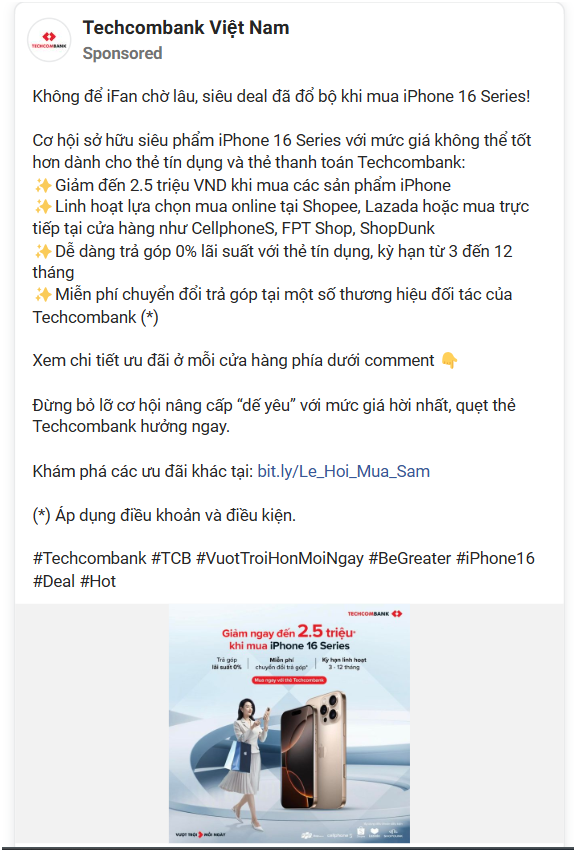 TECHCOMBANK
Techcombank Việt Nam
Sponsored
Không để iFan chờ lâu, siêu deal đã đổ bộ khi mua iPhone 16 Series!
Cơ hội sở hữu siêu phẩm iPhone 16 Series với mức giá không thể tốt
hơn dành cho thẻ tín dụng và thẻ thanh toán Techcombank:
✨Giảm đến 2.5 triệu VND khi mua các sản phẩm iPhone
✨Linh hoạt lựa chọn mua online tại Shopee, Lazada hoặc mua trực
tiếp tại cửa hàng như CellphoneS, FPT Shop, ShopDunk
✨Dễ dàng trả góp 0% lãi suất với thẻ tín dụng, kỳ hạn từ 3 đến 12
tháng
✨Miễn phí chuyển đổi trả góp tại một số thương hiệu đối tác của
Techcombank (*)
Xem chi tiết ưu đãi ở mỗi cửa hàng phía dưới comment 👇
Đừng bỏ lỡ cơ hội nâng cấp “dế yêu” với mức giá hời nhất, quẹt thẻ
Techcombank hưởng ngay.
Khám phá các ưu đãi khác tại: bit.ly/Le_Hoi_Mua_Sam
(*) Áp dụng điều khoản và điều kiện.
#Techcombank #TCB #VuotTroiHonMoiNgay #BeGreater #iPhone16
#Deal #Hot
TECHCOMBANK
Giảm ngay đến 2.5 triệu*
khi mua iPhone 16 Series
Trả góp
lãi suất 0%
Miễn phí
chuyển đổi trả góp*
Kỳ hạn linh hoạt
3 - 12 tháng
Mua ngay với thẻ Techcombank
VƯỢT TRỘI MỖI NGÀY